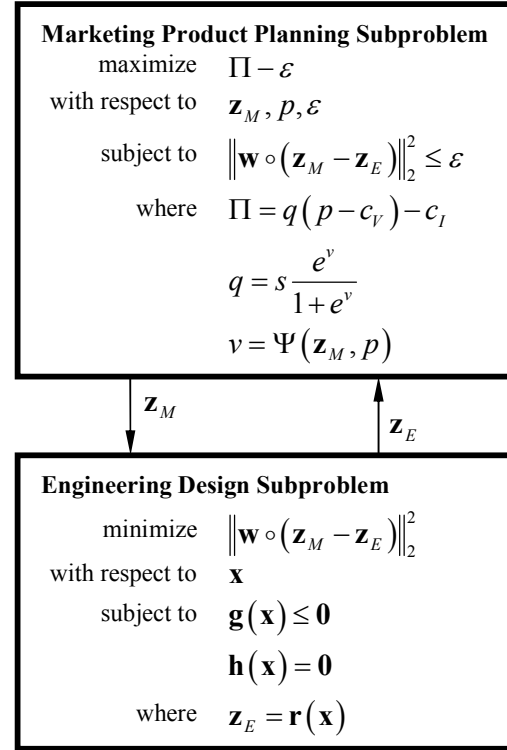 Marketing Product Planning Subproblem
maximize Π − ε
with respect to z_M, p, ε
subject to ‖w ∘ (z_M − z_E)‖₂² ≤ ε
where Π = q(p − c_V) − c_I
q = s e^v / (1 + e^v)
v = Ψ(z_M, p)
z_M
z_E
Engineering Design Subproblem
minimize ‖w ∘ (z_M − z_E)‖₂²
with respect to x
subject to g(x) ≤ 0
h(x) = 0
where z_E = r(x)